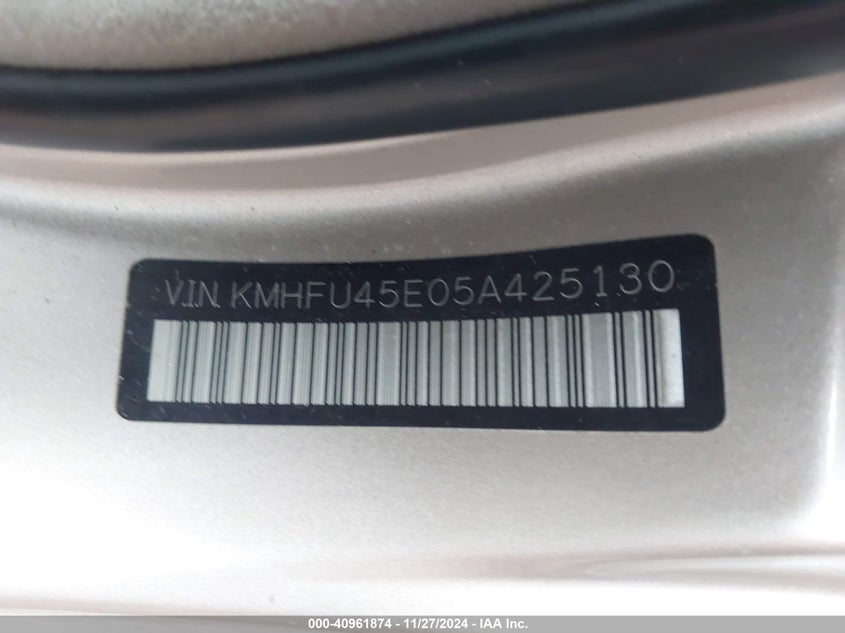 V.I.N. KMHFU45E05A425130
000-40961874 | 11/27/2024 - IAA Inc.